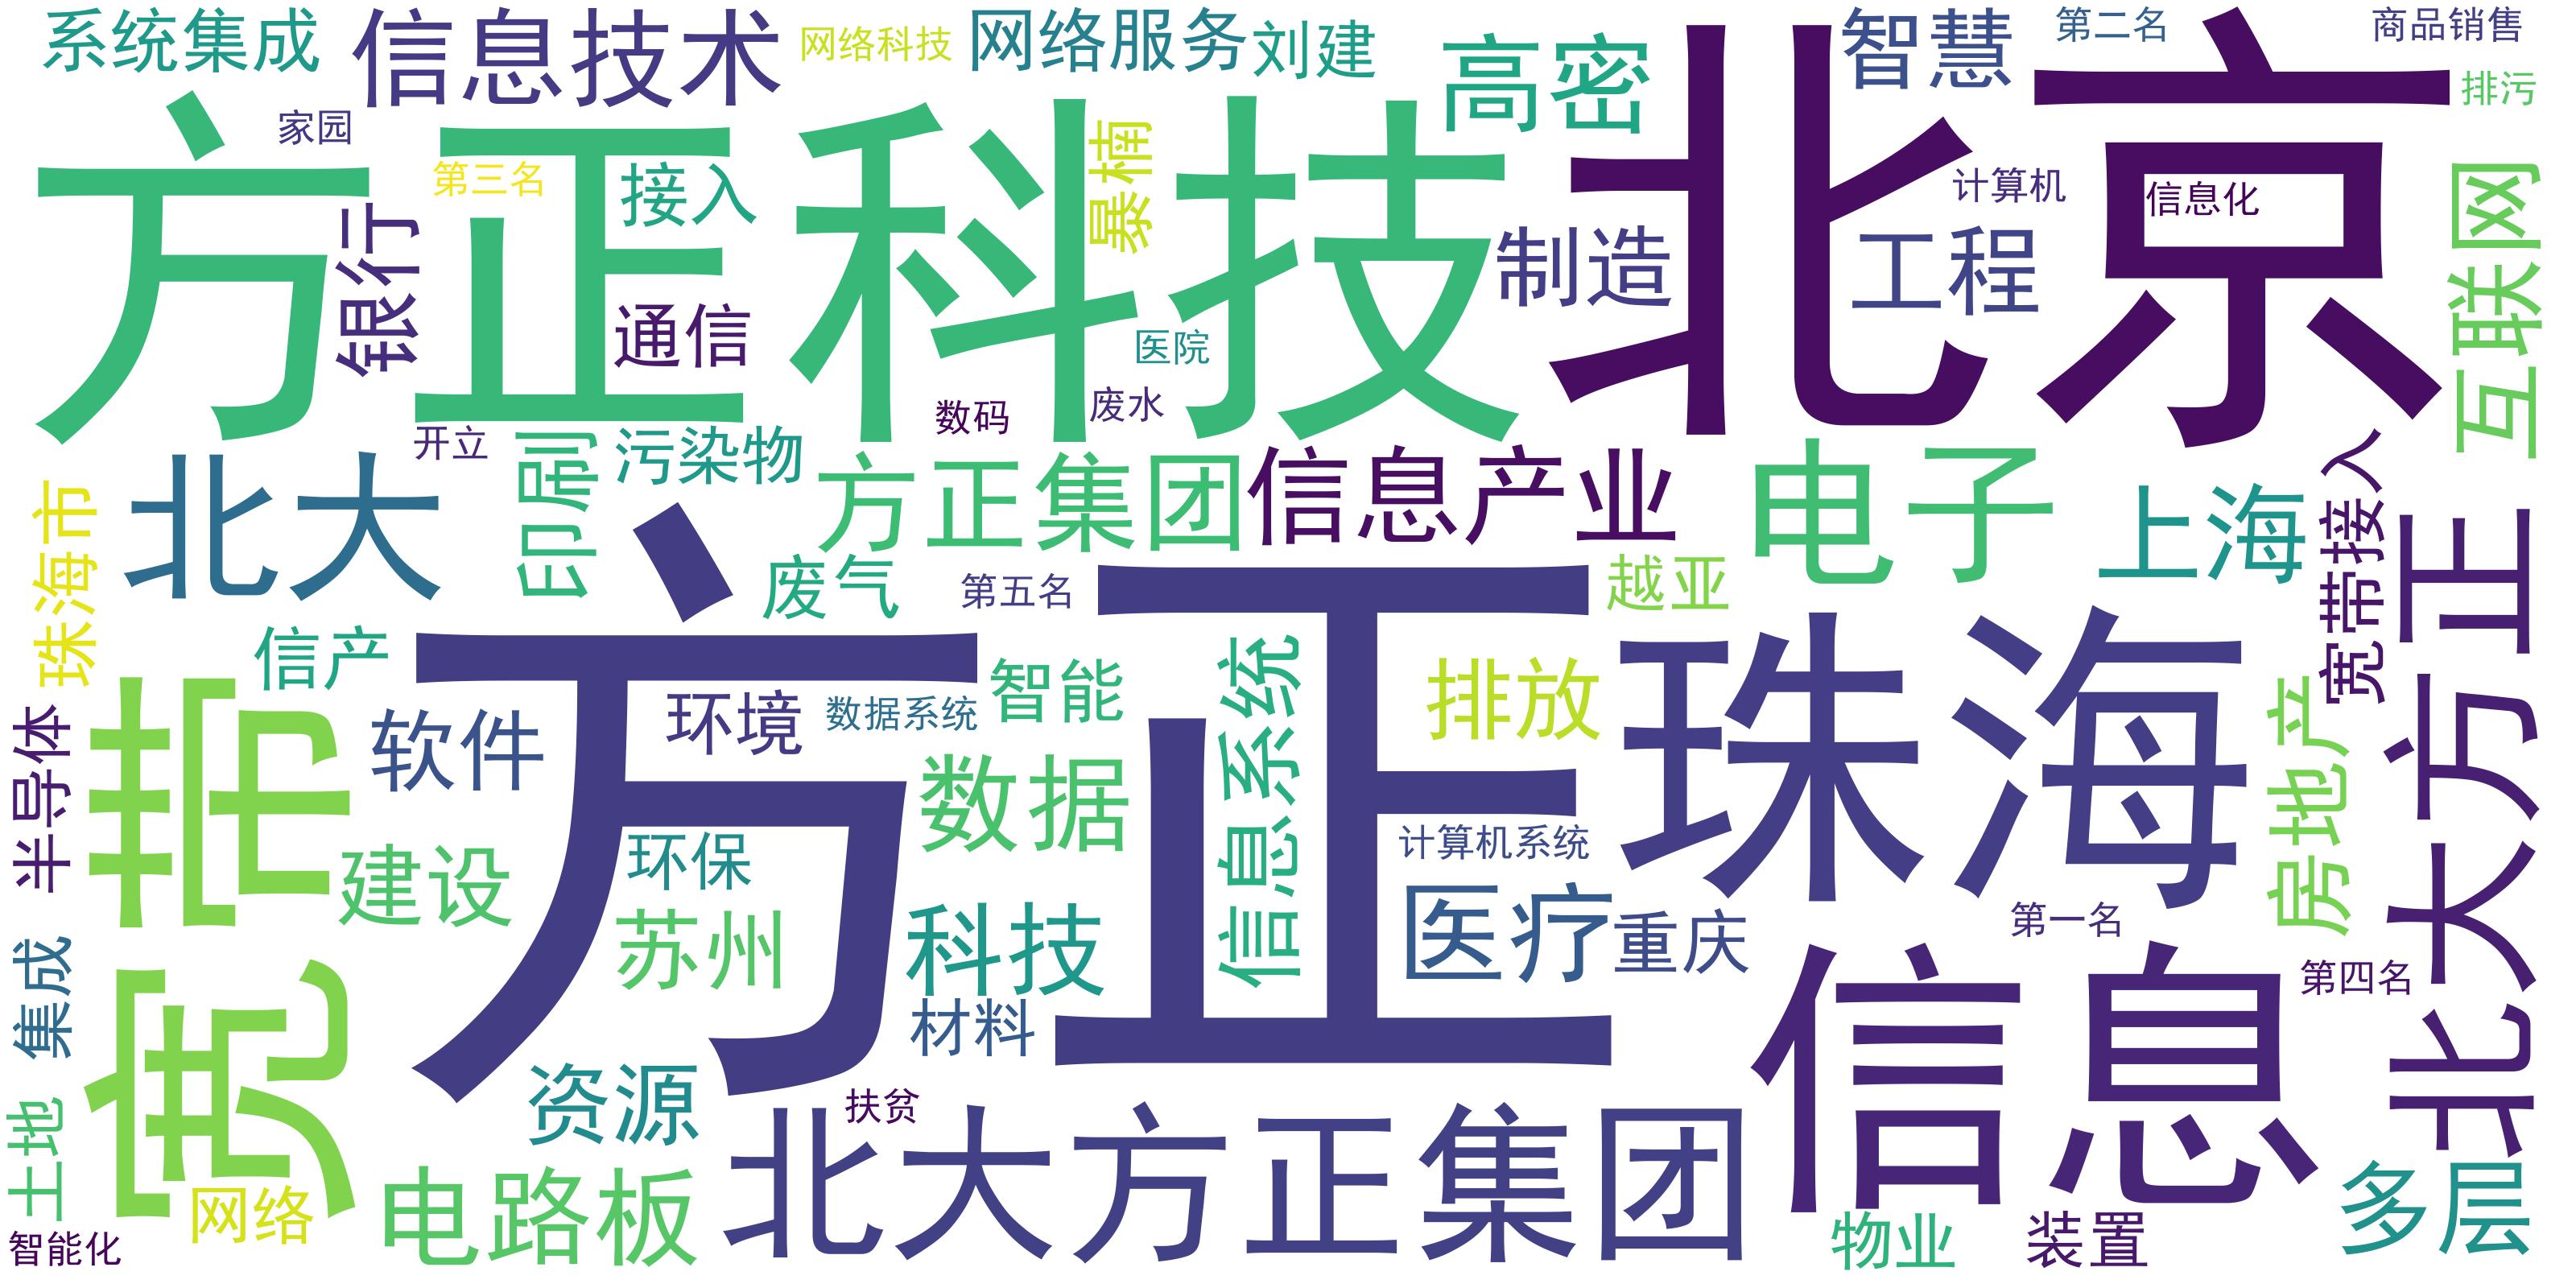 系统集成
信息技术
网络科技
网络服务
刘建
高密
智慧
第二名
商品销售
京
排污
家园
方正科技
北京
第三名
接入
暴楠
计算机
信息化
互联网
银行
通信
制造
工程
医院
数码
废水
开立
印刷
污染物
方正集团
信息产业
电子
上海
宽带接入
北大
珠海市
废气
第五名
越亚
北大方正
信产
方正
珠海
智能
信息系统
排放
房地产
宽带
半导体
软件
环境
数据系统
数据
计算机系统
建设
环保
苏州
科技
医疗
重庆
第一名
第四名
集成
材料
信息
资源
扶贫
土地
网络
电路板
北大方正集团
物业
装置
多层
智能化